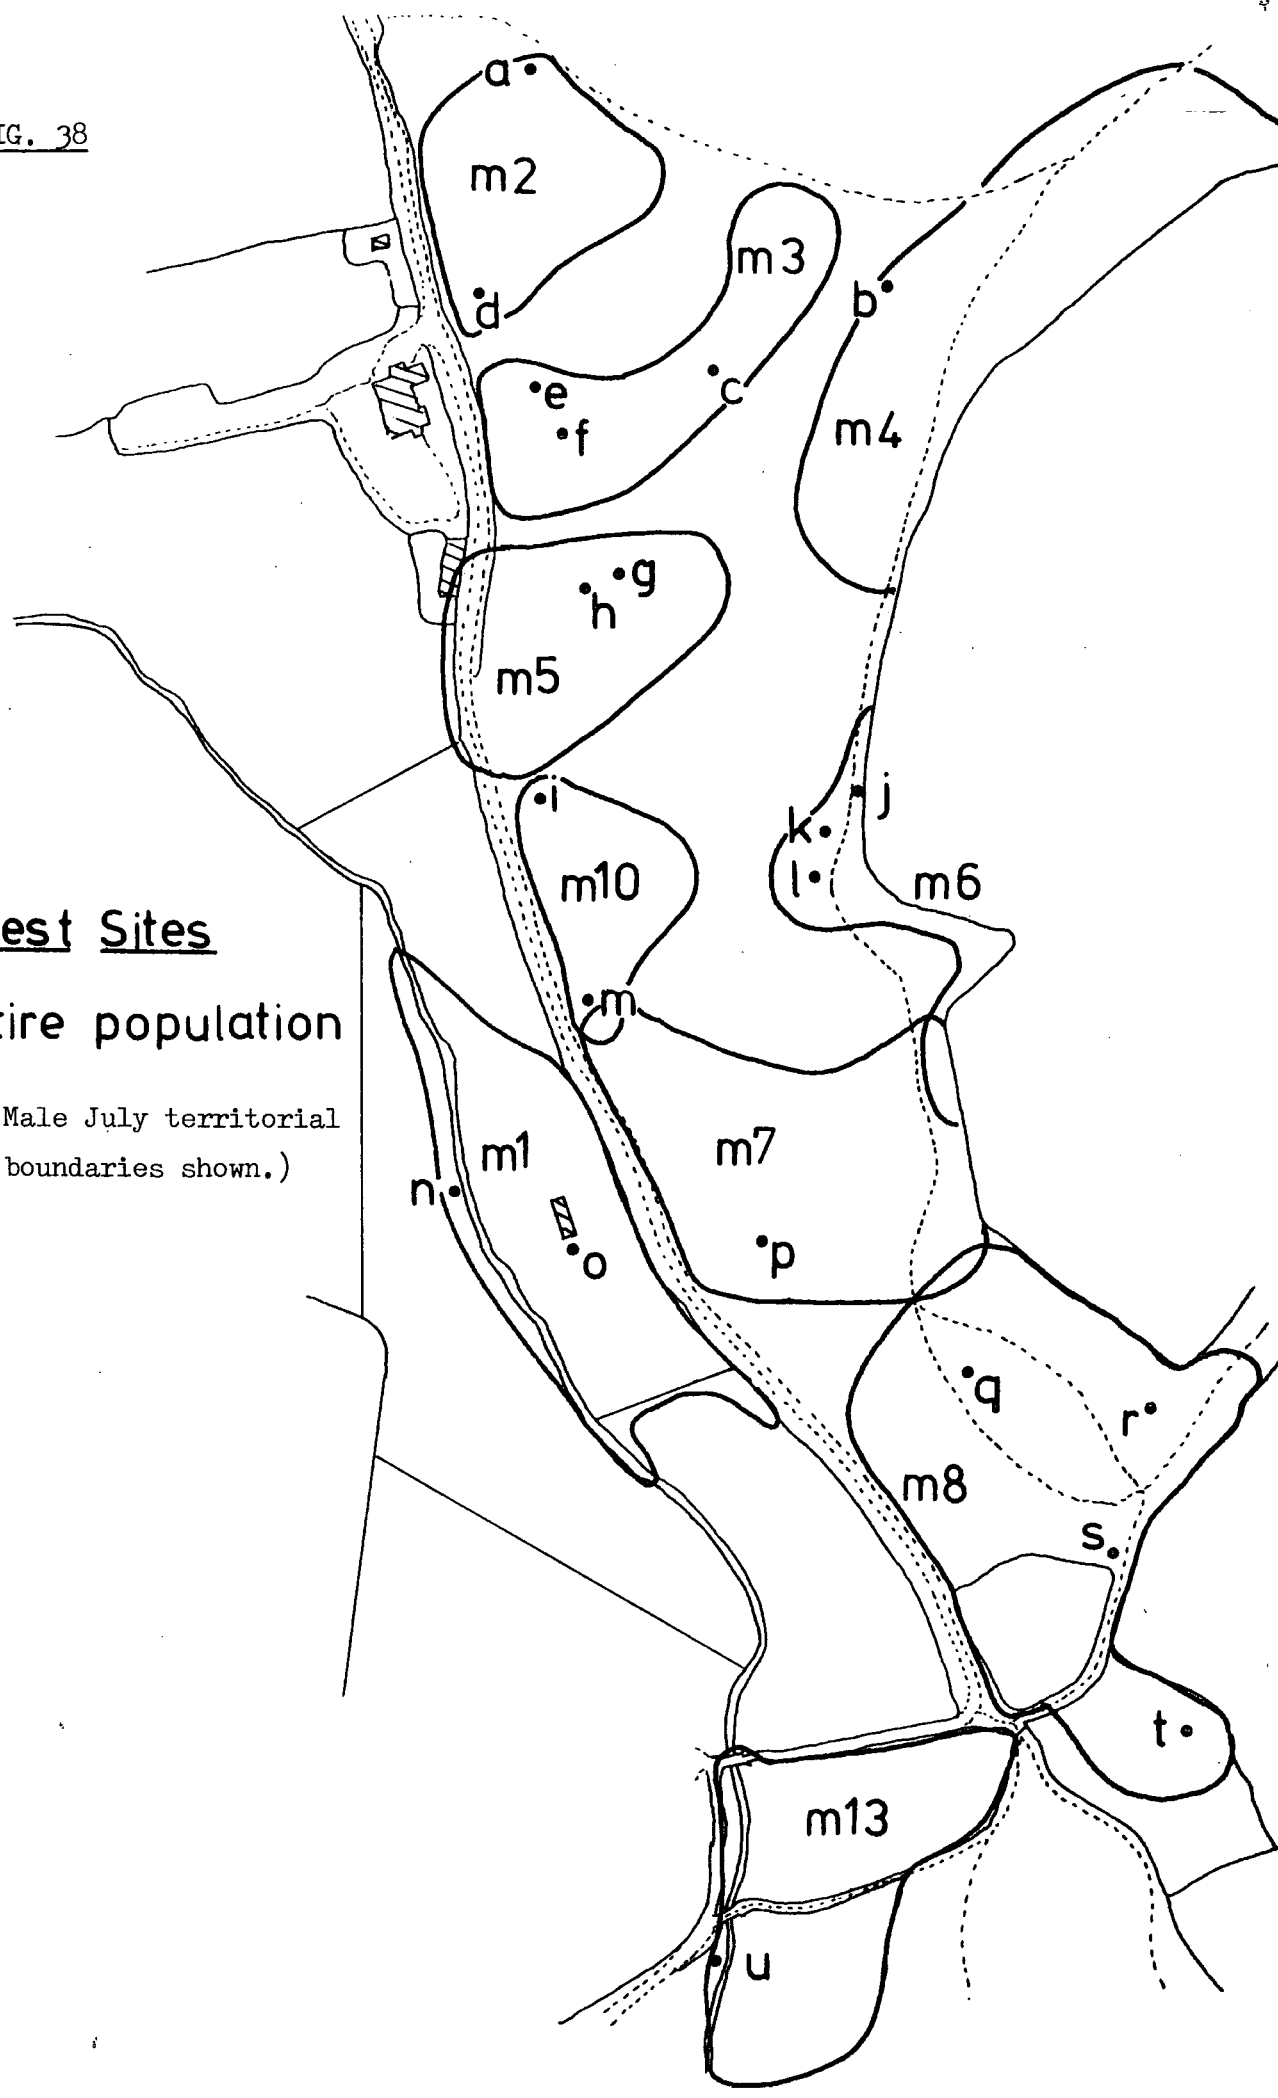 IG. 38
a
m2
d
m3
b
e
c
f
m4
g
h
m5
i
j
k
l
m10
m6
est Sites
m
tire population
Male July territorial
boundaries shown.)
m1
m7
n
o
p
q
r
m8
s
t
m13
u